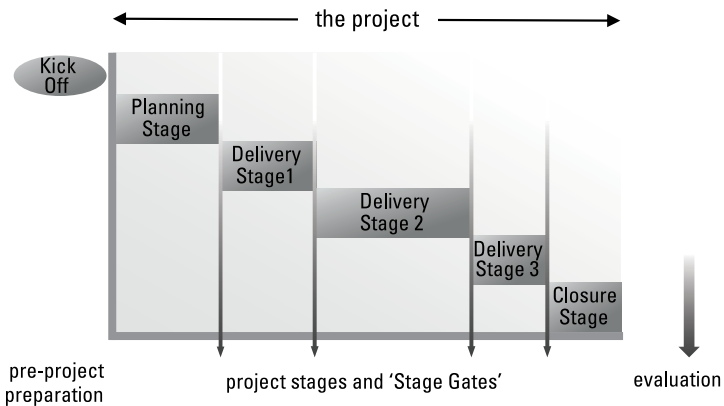 the project
Kick
Off
Planning
Stage
Delivery
Stage1
Delivery
Stage 2
Delivery
Stage 3
Closure
Stage
pre-project
preparation
project stages and 'Stage Gates'
evaluation